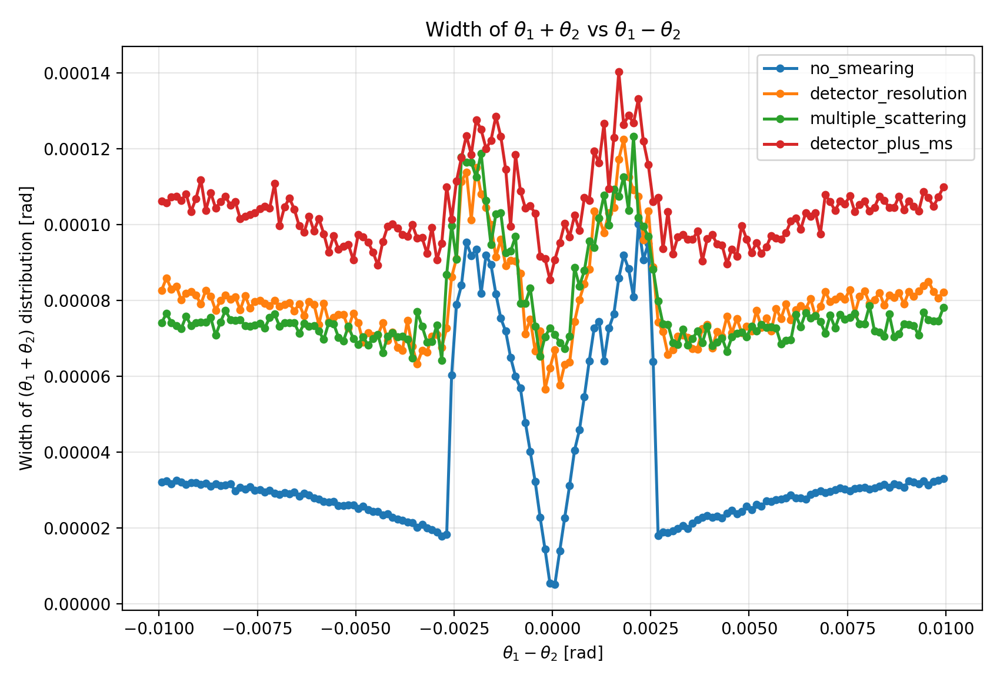 Width of θ₁ + θ₂ vs θ₁ − θ₂
no_smearing
detector_resolution
multiple_scattering
detector_plus_ms
Width of (θ₁ + θ₂) distribution [rad]
0.00014
0.00012
0.00010
0.00008
0.00006
0.00004
0.00002
0.00000
−0.0100 −0.0075 −0.0050 −0.0025 0.0000 0.0025 0.0050 0.0075 0.0100
θ₁ − θ₂ [rad]